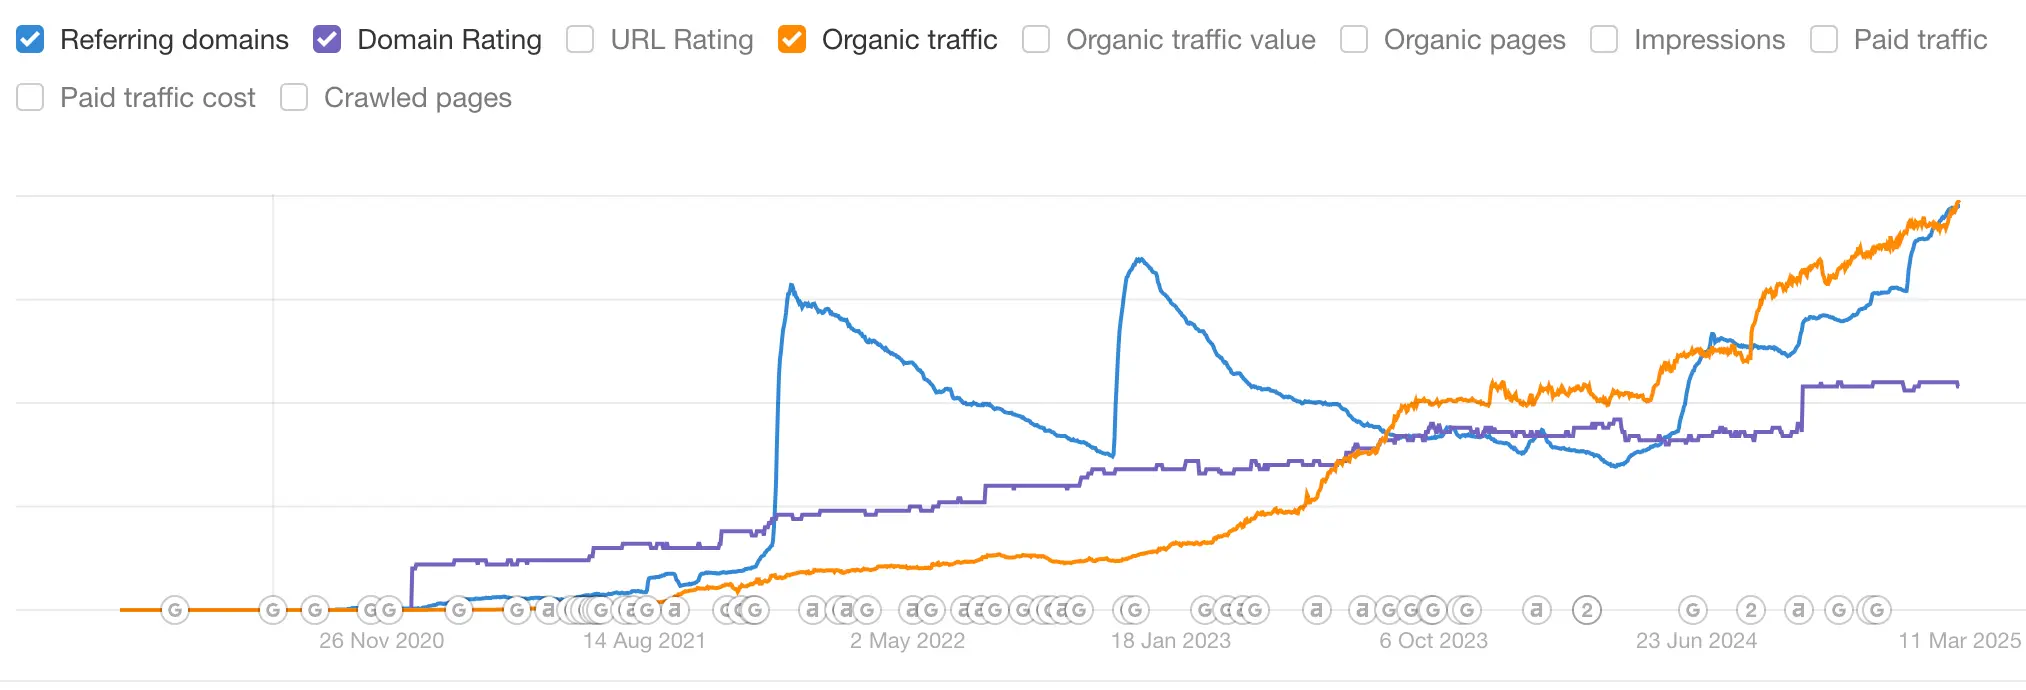 Referring domains Domain Rating URL Rating Organic traffic Organic traffic value Organic pages Impressions Paid traffic
Paid traffic cost Crawled pages
G G G G G G a G G G a G G a a G a G a a G G a G G G G a G a G G G G a 2 G 2 a G G
26 Nov 2020 14 Aug 2021 2 May 2022 18 Jan 2023 6 Oct 2023 23 Jun 2024 11 Mar 2025